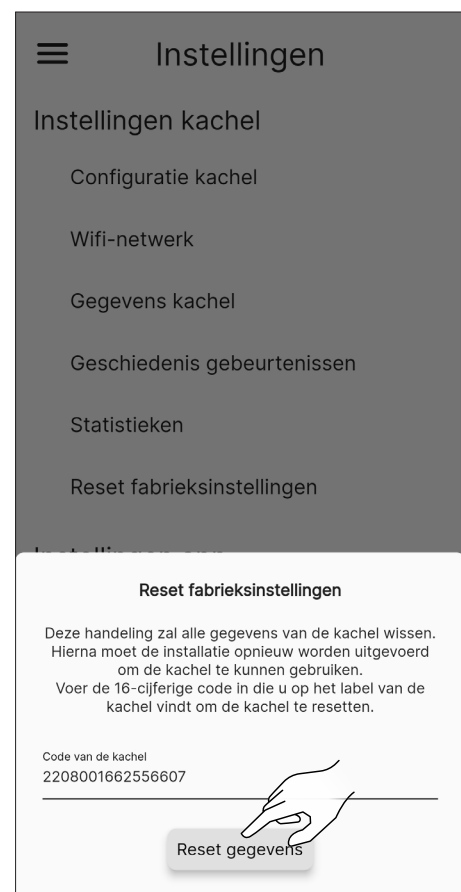 Instellingen
Instellingen kachel
Configuratie kachel
Wifi-netwerk
Gegevens kachel
Geschiedenis gebeurtenissen
Statistieken
Reset fabrieksinstellingen
Instellingen app
Reset fabrieksinstellingen
Deze handeling zal alle gegevens van de kachel wissen.
Hierna moet de installatie opnieuw worden uitgevoerd
om de kachel te kunnen gebruiken.
Voer de 16-cijferige code in die u op het label van de
kachel vindt om de kachel te resetten.
Code van de kachel
2208001662556607
Reset gegevens